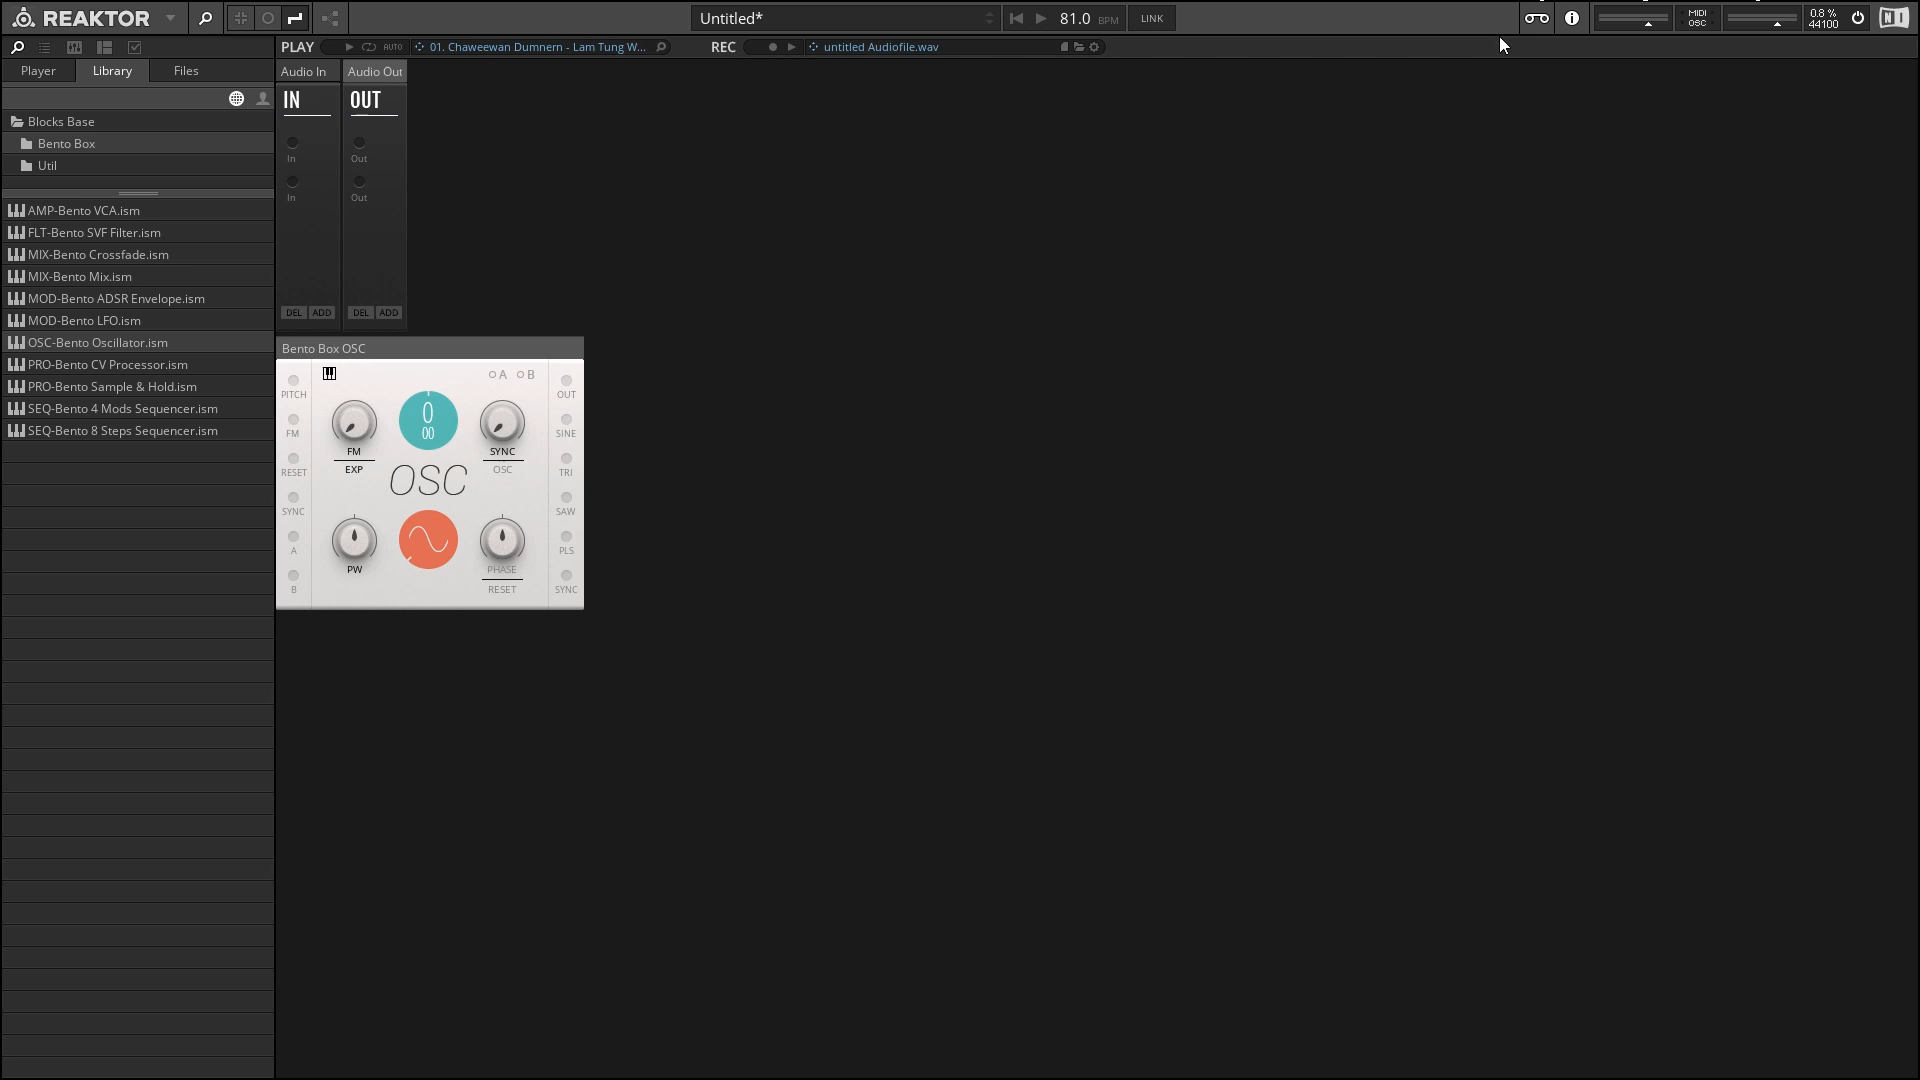 REAKTOR
Untitled*
81.0 BPM
LINK
MIDI
OSC
0.8 %
44100
NI
PLAY
AUTO
01. Chaweewan Dumnern - Lam Tung W...
REC
untitled Audiofile.wav
Player
Library
Files
Audio In
Audio Out
IN
OUT
Blocks Base
Bento Box
Util
In
Out
In
Out
DEL
ADD
DEL
ADD
AMP-Bento VCA.ism
FLT-Bento SVF Filter.ism
MIX-Bento Crossfade.ism
MIX-Bento Mix.ism
MOD-Bento ADSR Envelope.ism
MOD-Bento LFO.ism
OSC-Bento Oscillator.ism
PRO-Bento CV Processor.ism
PRO-Bento Sample & Hold.ism
SEQ-Bento 4 Mods Sequencer.ism
SEQ-Bento 8 Steps Sequencer.ism
Bento Box OSC
A
B
PITCH
FM
RESET
SYNC
A
B
0
00
FM
EXP
SYNC
OSC
OSC
PW
PHASE
RESET
OUT
SINE
TRI
SAW
PLS
SYNC